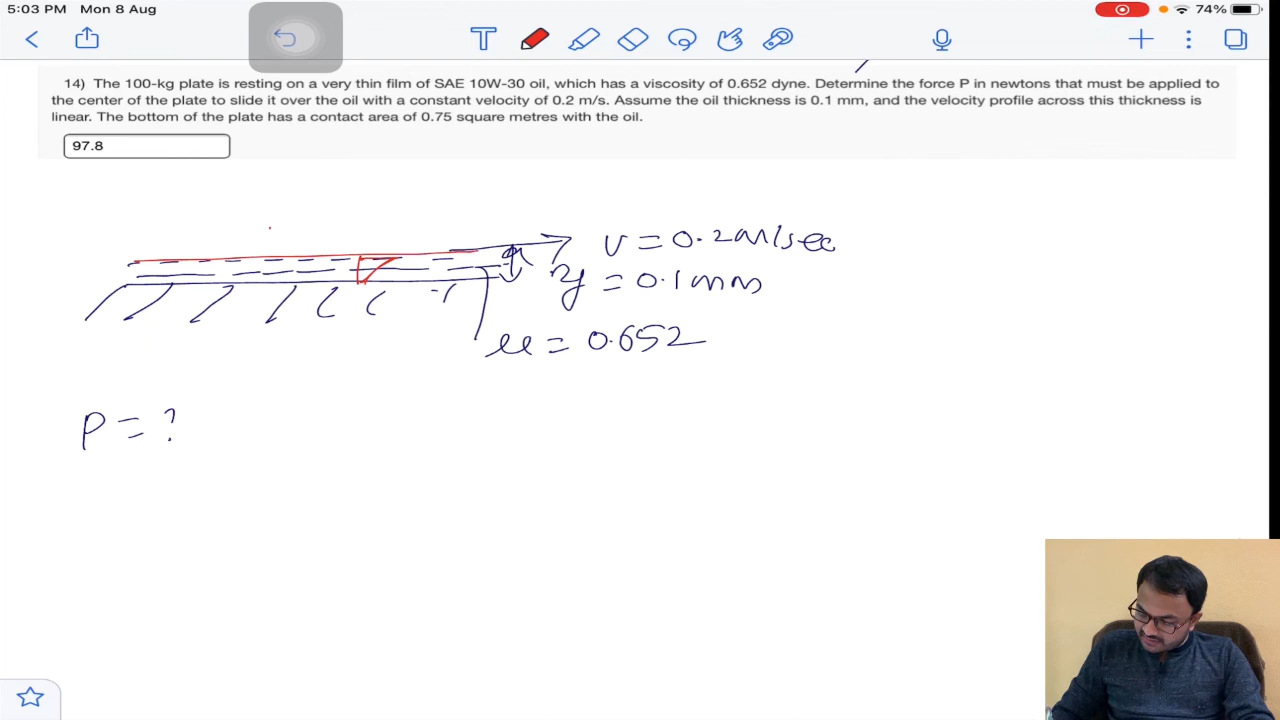 5:03 PM Mon 8 Aug
74%
T
14) The 100-kg plate is resting on a very thin film of SAE 10W-30 oil, which has a viscosity of 0.652 dyne. Determine the force P in newtons that must be applied to
the center of the plate to slide it over the oil with a constant velocity of 0.2 m/s. Assume the oil thickness is 0.1 mm, and the velocity profile across this thickness is
linear. The bottom of the plate has a contact area of 0.75 square metres with the oil.
97.8
v = 0.2m/sec
y = 0.1mm
μ = 0.652
P = ?